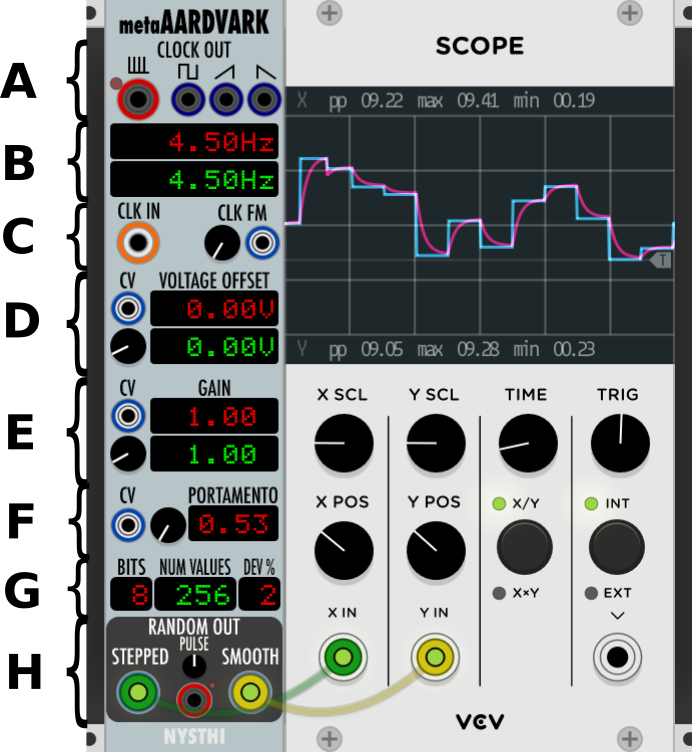 A
B
C
D
E
F
G
H
metaAARDVARK
CLOCK OUT
4.50Hz
4.50Hz
CLK IN
CLK FM
CV
VOLTAGE OFFSET
0.00V
0.00V
CV
GAIN
1.00
1.00
CV
PORTAMENTO
0.53
BITS
NUM VALUES
DEV %
8
256
2
RANDOM OUT
PULSE
STEPPED
SMOOTH
NYSTHI
SCOPE
X pp 09.22 max 09.41 min 00.19
T
Y pp 09.05 max 09.28 min 00.23
X SCL
Y SCL
TIME
TRIG
X POS
Y POS
X/Y
INT
X×Y
EXT
X IN
Y IN
VCV